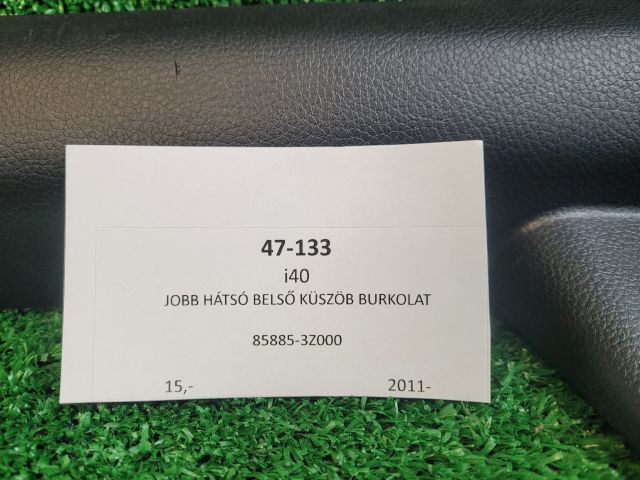 47-133
i40
JOBB HÁTSÓ BELSŐ KÜSZÖB BURKOLAT
85885-3Z000
15,- 2011-